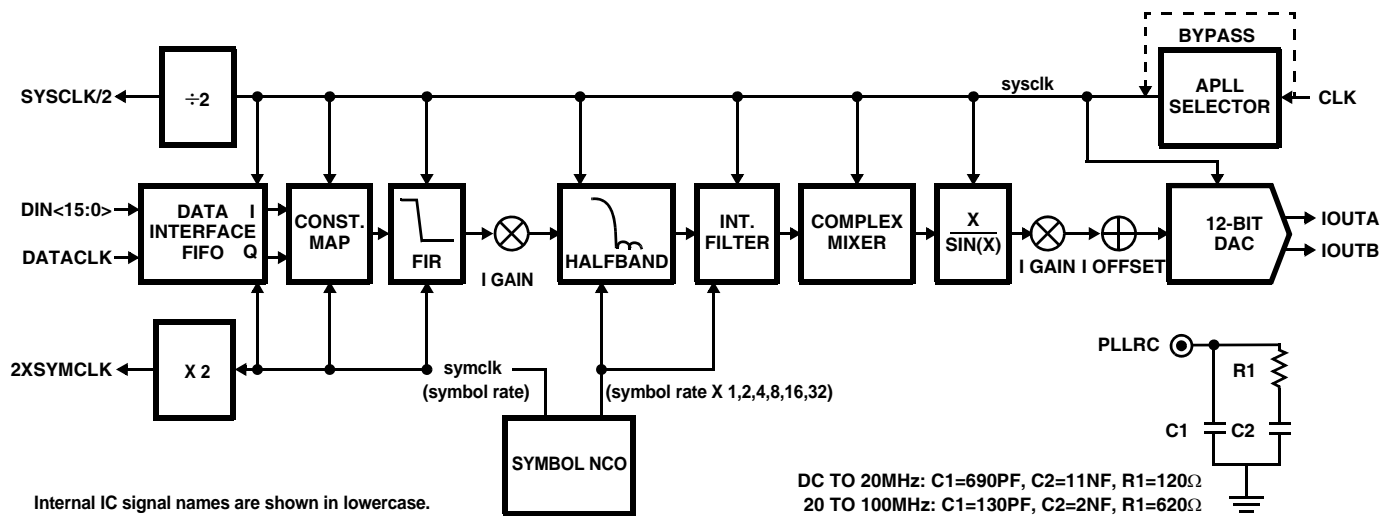 BYPASS
SYSCLK/2
÷2
sysclk
APLL
SELECTOR
CLK
DIN<15:0>
DATACLK
DATA
INTERFACE
FIFO
I
Q
CONST.
MAP
FIR
I GAIN
HALFBAND
INT.
FILTER
COMPLEX
MIXER
X
SIN(X)
I GAIN
I OFFSET
12-BIT
DAC
IOUTA
IOUTB
2XSYMCLK
X 2
symclk
(symbol rate)
(symbol rate X 1,2,4,8,16,32)
SYMBOL NCO
PLLRC
R1
C1
C2
DC TO 20MHz: C1=690PF, C2=11NF, R1=120Ω
20 TO 100MHz: C1=130PF, C2=2NF, R1=620Ω
Internal IC signal names are shown in lowercase.